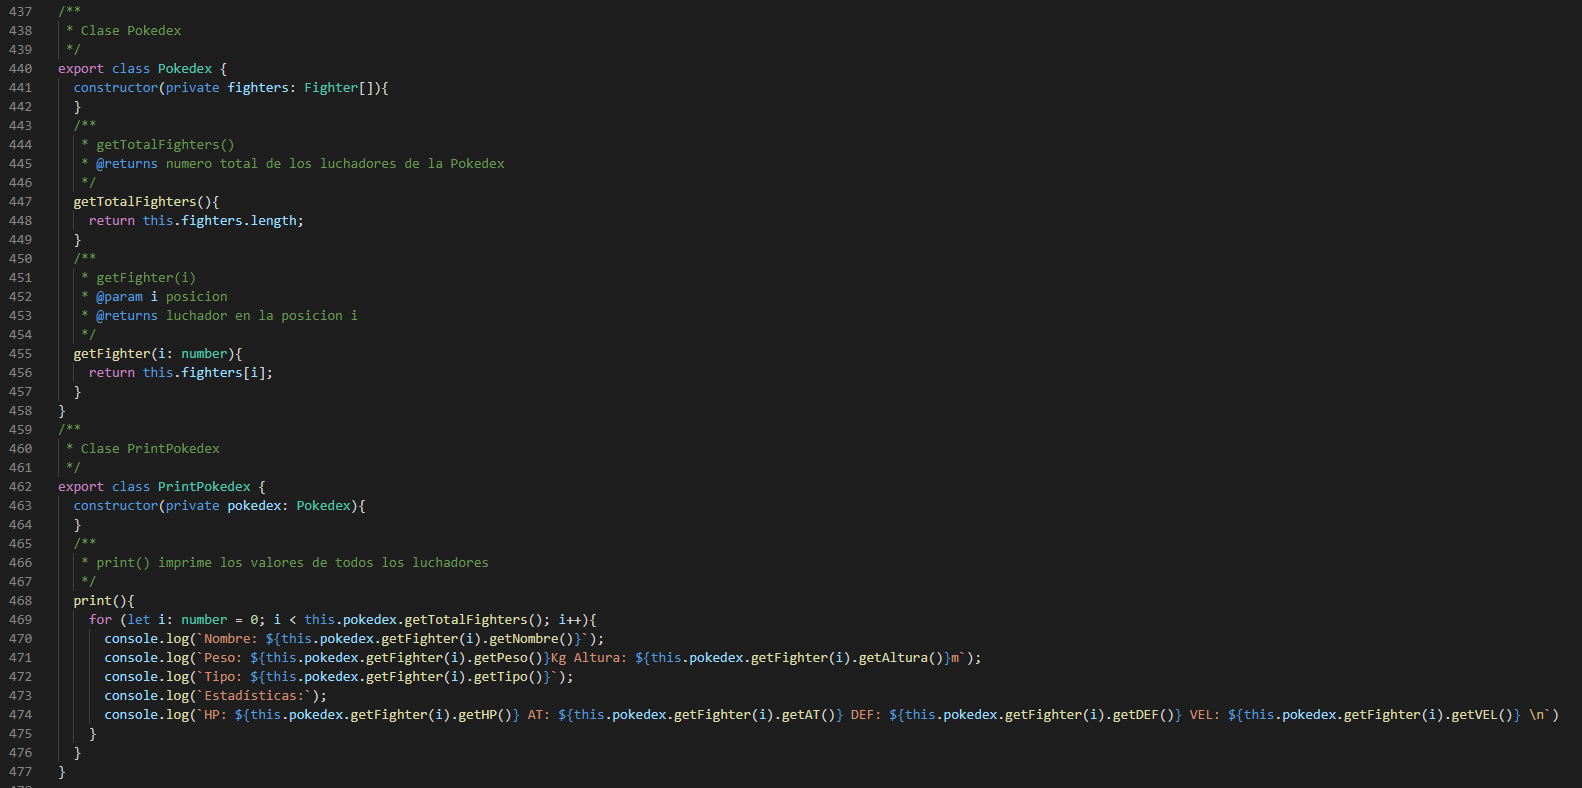 437 /**
438  * Clase Pokedex
439  */
440 export class Pokedex {
441   constructor(private fighters: Fighter[]){
442   }
443   /**
444    * getTotalFighters()
445    * @returns numero total de los luchadores de la Pokedex
446    */
447   getTotalFighters(){
448     return this.fighters.length;
449   }
450   /**
451    * getFighter(i)
452    * @param i posicion
453    * @returns luchador en la posicion i
454    */
455   getFighter(i: number){
456     return this.fighters[i];
457   }
458 }
459 /**
460  * Clase PrintPokedex
461  */
462 export class PrintPokedex {
463   constructor(private pokedex: Pokedex){
464   }
465   /**
466    * print() imprime los valores de todos los luchadores
467    */
468   print(){
469     for (let i: number = 0; i < this.pokedex.getTotalFighters(); i++){
470       console.log(`Nombre: ${this.pokedex.getFighter(i).getNombre()}`);
471       console.log(`Peso: ${this.pokedex.getFighter(i).getPeso()}Kg Altura: ${this.pokedex.getFighter(i).getAltura()}m`);
472       console.log(`Tipo: ${this.pokedex.getFighter(i).getTipo()}`);
473       console.log(`Estadísticas:`);
474       console.log(`HP: ${this.pokedex.getFighter(i).getHP()} AT: ${this.pokedex.getFighter(i).getAT()} DEF: ${this.pokedex.getFighter(i).getDEF()} VEL: ${this.pokedex.getFighter(i).getVEL()} \n`)
475     }
476   }
477 }